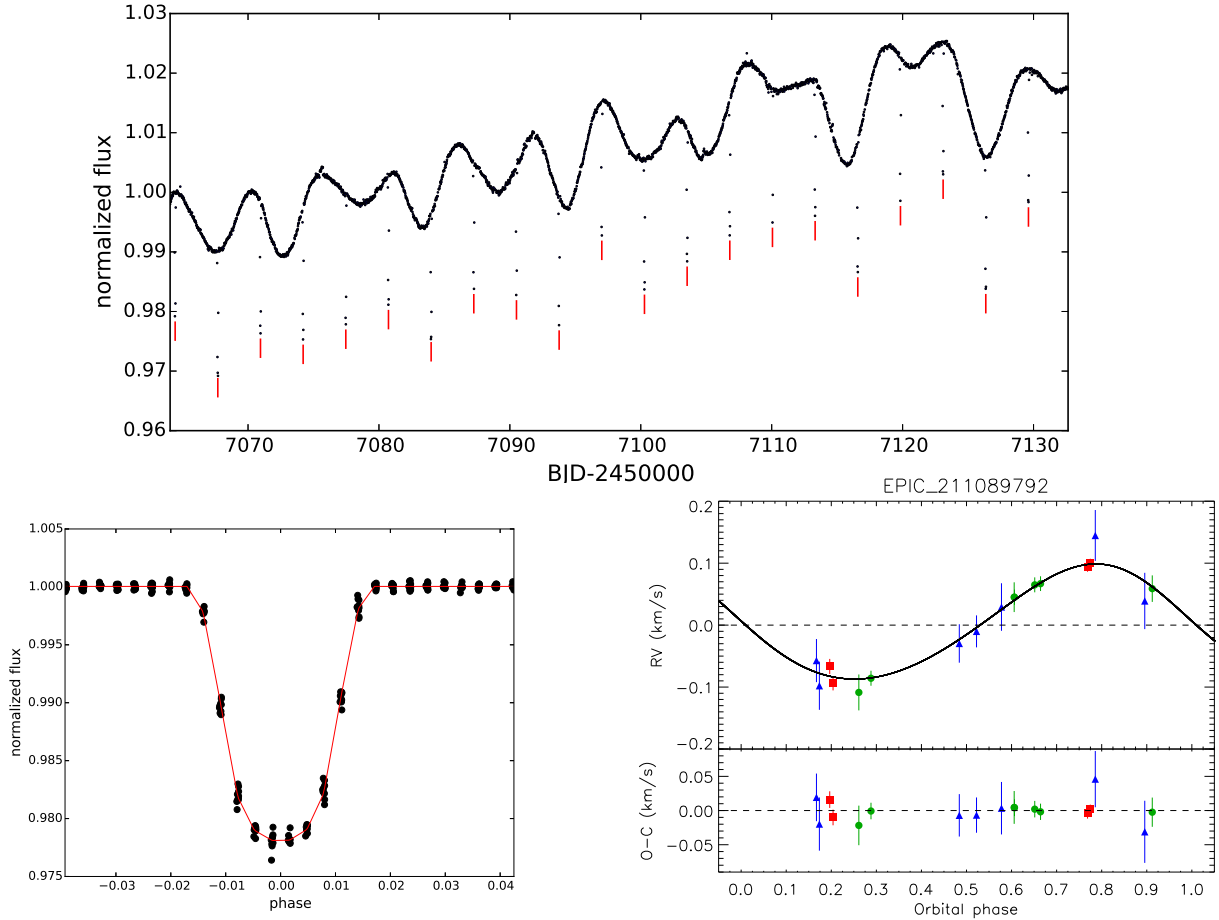 1.03
1.02
1.01
1.00
0.99
0.98
0.97
0.96
normalized flux
7070 7080 7090 7100 7110 7120 7130
BJD-2450000
1.005
1.000
0.995
0.990
0.985
0.980
0.975
normalized flux
−0.03 −0.02 −0.01 0.00 0.01 0.02 0.03 0.04
phase
EPIC_211089792
0.2
0.1
0.0
−0.1
−0.2
RV (km/s)
0.05
0.00
−0.05
O−C (km/s)
0.0 0.1 0.2 0.3 0.4 0.5 0.6 0.7 0.8 0.9 1.0
Orbital phase